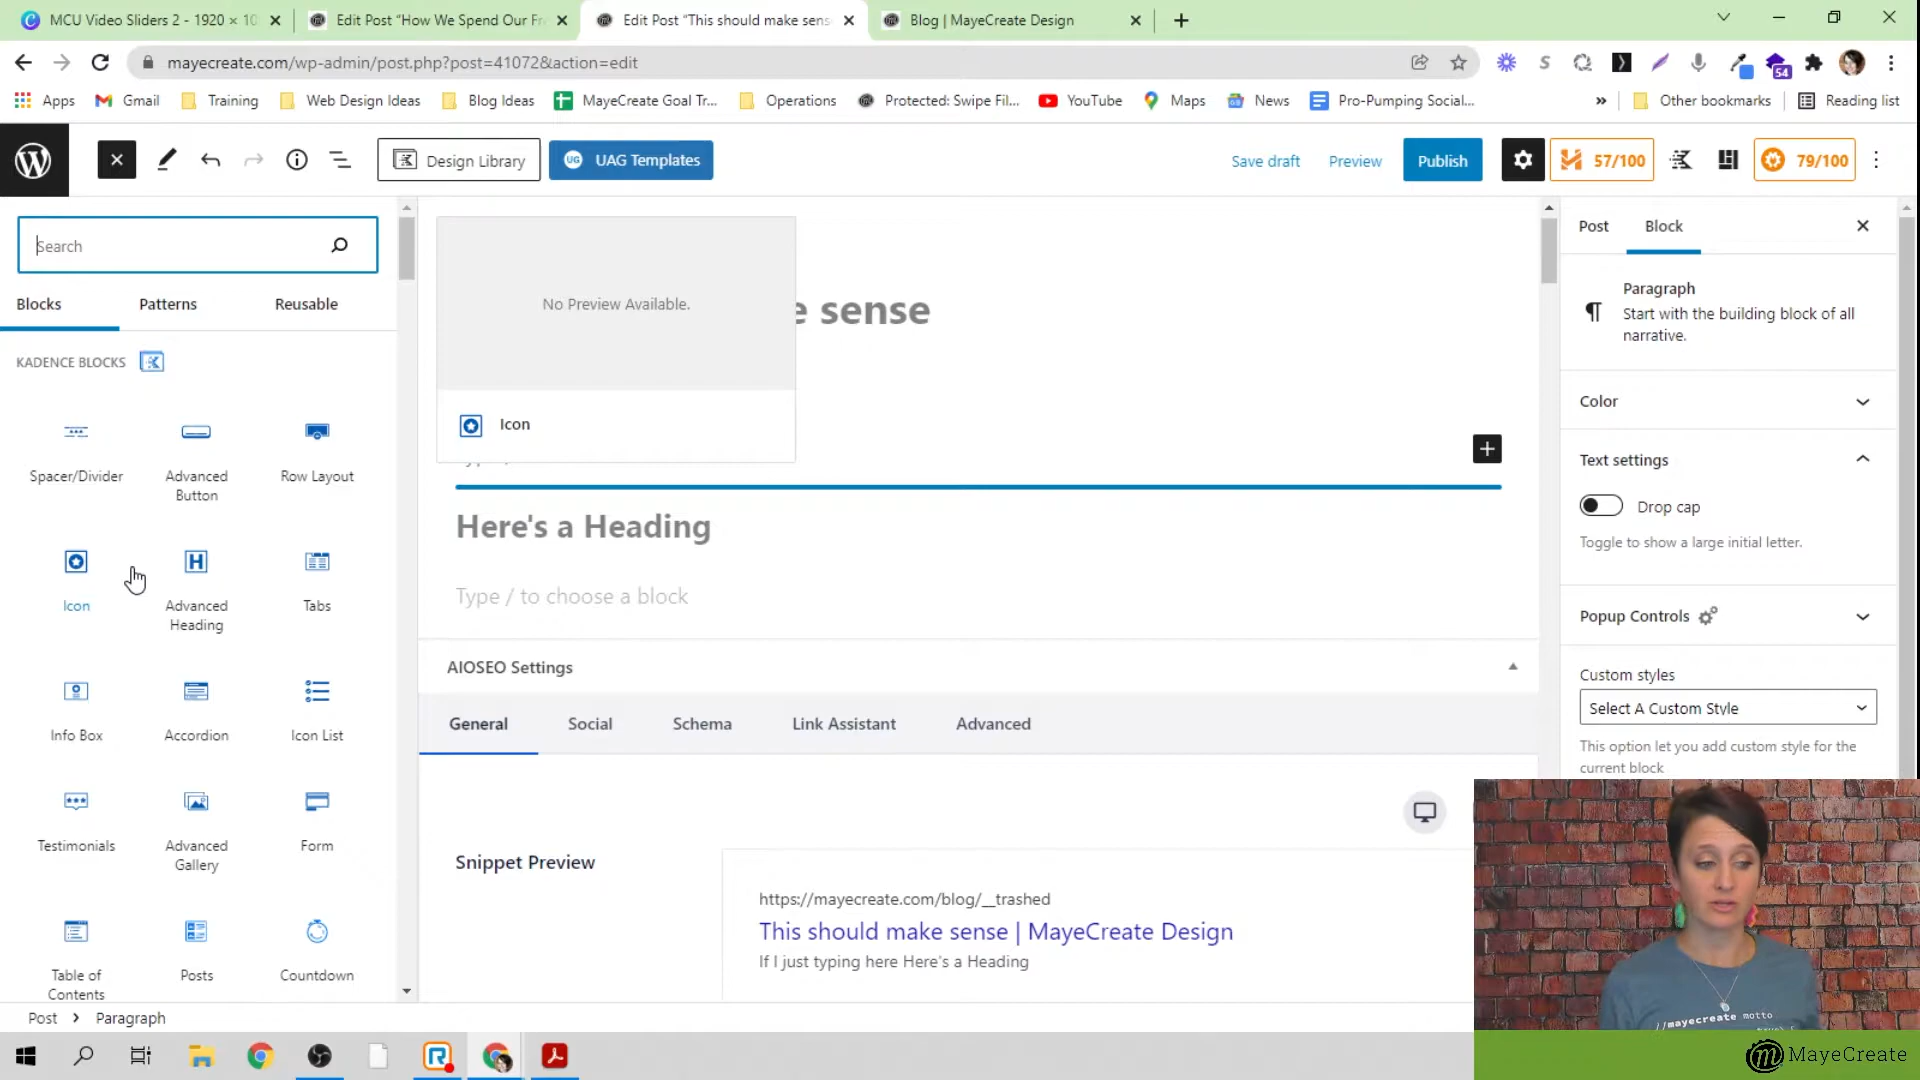 MCU Video Sliders 2 - 1920 × 10
Edit Post "How We Spend Our Fr
Edit Post "This should make sens
Blog | MayeCreate Design
mayecreate.com/wp-admin/post.php?post=41072&action=edit
54
Apps
Gmail
Training
Web Design Ideas
Blog Ideas
MayeCreate Goal Tr...
Operations
Protected: Swipe Fil...
YouTube
Maps
News
Pro-Pumping Social...
»
Other bookmarks
Reading list
Design Library
UG
UAG Templates
Save draft
Preview
Publish
57/100
79/100
Search
Blocks
Patterns
Reusable
KADENCE BLOCKS
Spacer/Divider
Advanced
Button
Row Layout
Icon
Advanced
Heading
Tabs
Info Box
Accordion
Icon List
Testimonials
Advanced
Gallery
Form
Table of
Contents
Posts
Countdown
No Preview Available.
Icon
e sense
Here's a Heading
Type / to choose a block
AIOSEO Settings
General
Social
Schema
Link Assistant
Advanced
Snippet Preview
https://mayecreate.com/blog/__trashed
This should make sense | MayeCreate Design
If I just typing here Here's a Heading
Post
Block
Paragraph
Start with the building block of all
narrative.
Color
Text settings
Drop cap
Toggle to show a large initial letter.
Popup Controls
Custom styles
Select A Custom Style
This option let you add custom style for the
current block
Post > Paragraph
//mayecreate motto
MayeCreate